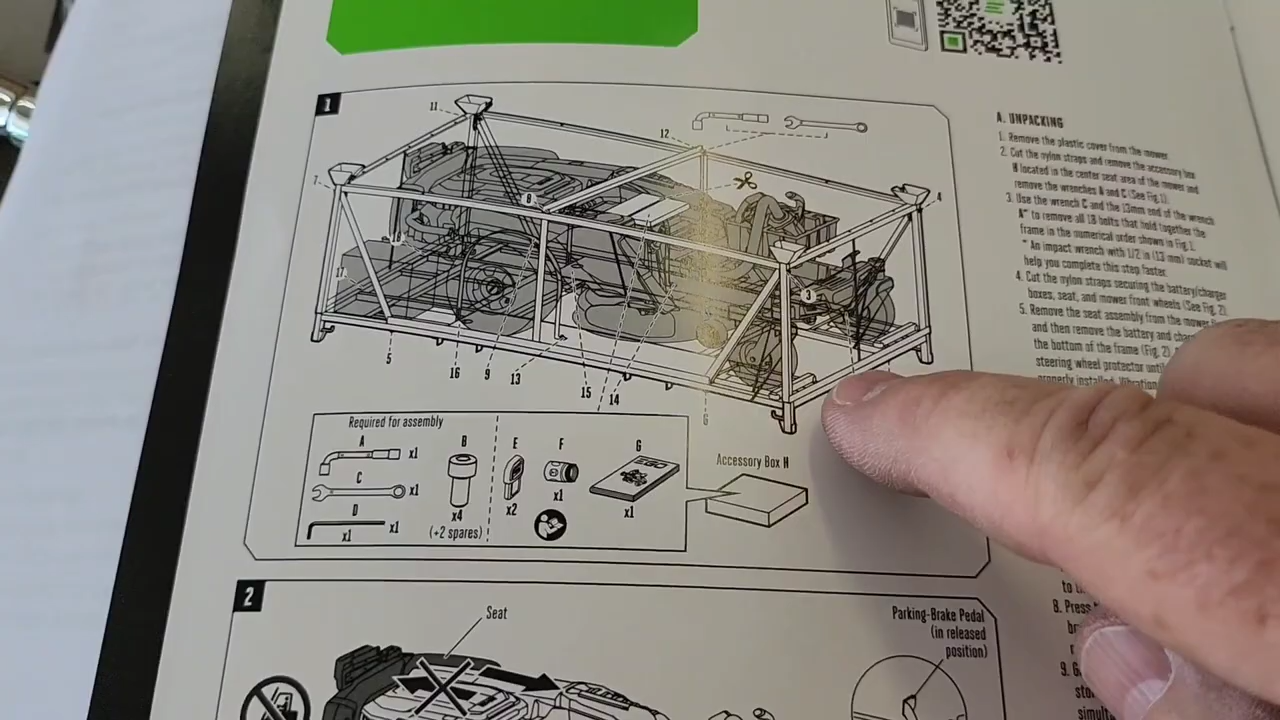 1
11
12
7
8
4
10
17
3
5
16
9
13
15
14
6
Required for assembly
A
x1
B
C
x1
D
x1
x1
x4
(+2 spares)
E
x2
F
x1
G
EGO
x1
Accessory Box H
A. UNPACKING
1. Remove the plastic cover from the mower.
2. Cut the nylon straps and remove the accessory box
H located in the center seat area of the mower and
remove the wrenches A and C (See Fig.1).
3. Use the wrench C and the 13mm end of the wrench
A* to remove all 18 bolts that hold together the
frame in the numerical order shown in Fig. 1.
* An impact wrench with 1/2 in (13 mm) socket will
help you complete this step faster.
4. Cut the nylon straps securing the battery/charger
boxes, seat, and mower front wheels (See Fig.2).
5. Remove the seat assembly from the mower
and then remove the battery and
the bottom of the frame (Fig. 2).
steering wheel protector until
properly installed.
to
8. Press
9.
2
Seat
Parking-Brake Pedal
(in released
position)